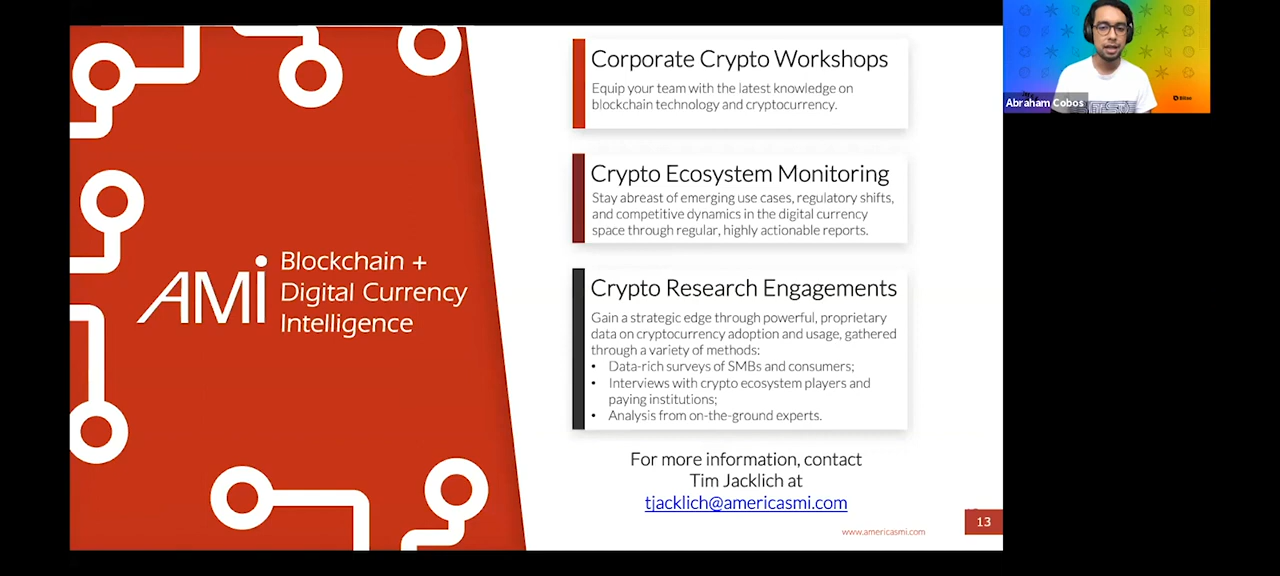 Corporate Crypto Workshops
Equip your team with the latest knowledge on
blockchain technology and cryptocurrency.
Abraham Cobos
Bitso
Crypto Ecosystem Monitoring
Stay abreast of emerging use cases, regulatory shifts,
and competitive dynamics in the digital currency
space through regular, highly actionable reports.
AMI
Blockchain +
Digital Currency
Intelligence
Crypto Research Engagements
Gain a strategic edge through powerful, proprietary
data on cryptocurrency adoption and usage, gathered
through a variety of methods:
• Data-rich surveys of SMBs and consumers;
• Interviews with crypto ecosystem players and
paying institutions;
• Analysis from on-the-ground experts.
For more information, contact
Tim Jacklich at
tjacklich@americasmi.com
13
www.americasmi.com